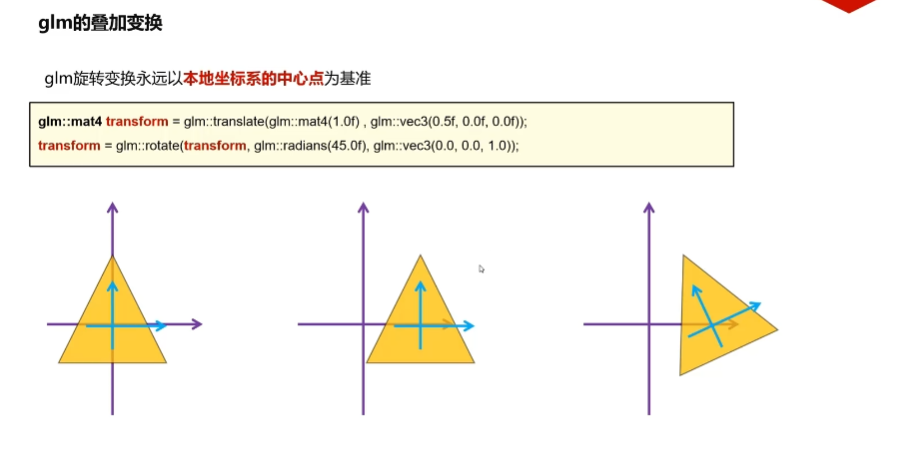 glm的叠加变换
glm旋转变换永远以本地坐标系的中心点为基准
glm::mat4 transform = glm::translate(glm::mat4(1.0f) , glm::vec3(0.5f, 0.0f, 0.0f));
transform = glm::rotate(transform, glm::radians(45.0f), glm::vec3(0.0, 0.0, 1.0));